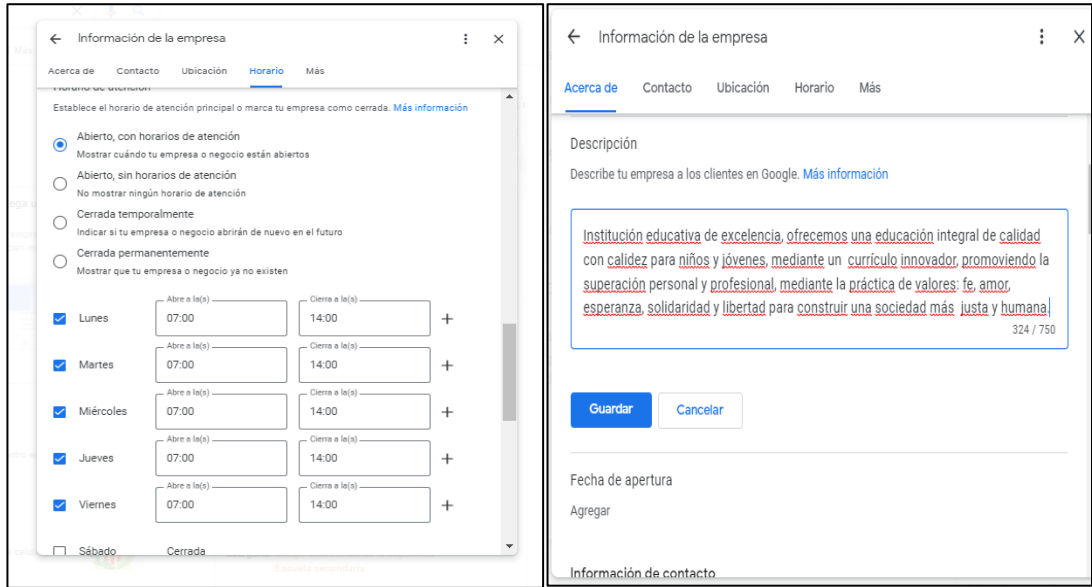 Información de la empresa
Acerca de Contacto Ubicación Horario Más
Horario de atención
Establece el horario de atención principal o marca tu empresa como cerrada. Más información
Abierto, con horarios de atención
Mostrar cuándo tu empresa o negocio están abiertos
Abierto, sin horarios de atención
No mostrar ningún horario de atención
Cerrada temporalmente
Indicar si tu empresa o negocio abrirán de nuevo en el futuro
Cerrada permanentemente
Mostrar que tu empresa o negocio ya no existen
Abre a la(s) Cierra a la(s)
Lunes 07:00 14:00
Abre a la(s) Cierra a la(s)
Martes 07:00 14:00
Abre a la(s) Cierra a la(s)
Miércoles 07:00 14:00
Abre a la(s) Cierra a la(s)
Jueves 07:00 14:00
Abre a la(s) Cierra a la(s)
Viernes 07:00 14:00
Sábado Cerrada
Información de la empresa
Acerca de Contacto Ubicación Horario Más
Descripción
Describe tu empresa a los clientes en Google. Más información
Institución educativa de excelencia, ofrecemos una educación integral de calidad
con calidez para niños y jóvenes, mediante un currículo innovador, promoviendo la
superación personal y profesional, mediante la práctica de valores: fe, amor,
esperanza, solidaridad y libertad para construir una sociedad más justa y humana.
324 / 750
Guardar Cancelar
Fecha de apertura
Agregar
Información de contacto